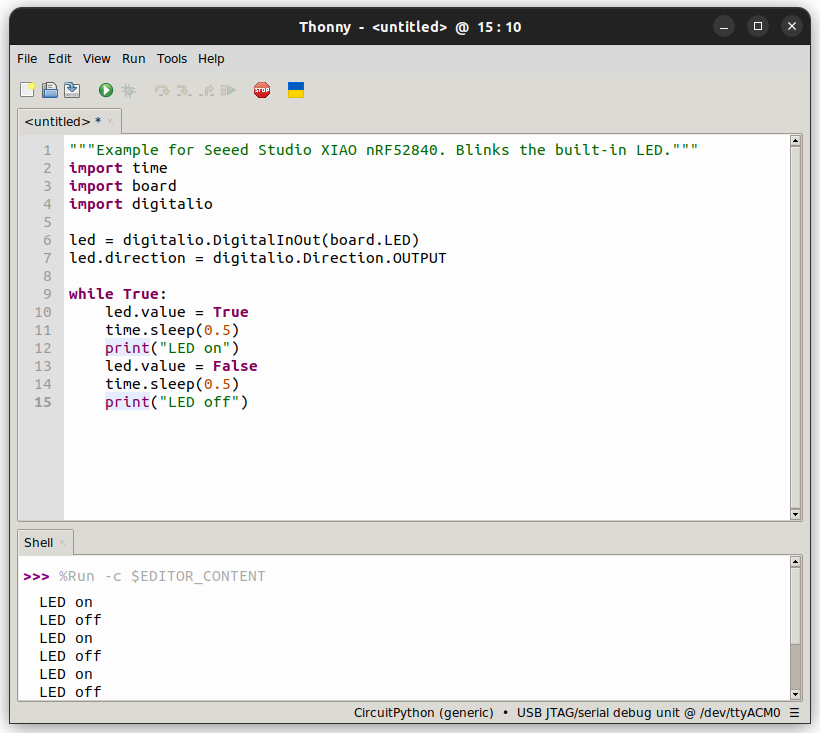 Thonny - <untitled> @ 15:10
File Edit View Run Tools Help
STOP
<untitled> *
1 """Example for Seeed Studio XIAO nRF52840. Blinks the built-in LED."""
2 import time
3 import board
4 import digitalio
5
6 led = digitalio.DigitalInOut(board.LED)
7 led.direction = digitalio.Direction.OUTPUT
8
9 while True:
10     led.value = True
11     time.sleep(0.5)
12     print("LED on")
13     led.value = False
14     time.sleep(0.5)
15     print("LED off")
Shell
>>> %Run -c $EDITOR_CONTENT
LED on
LED off
LED on
LED off
LED on
LED off
CircuitPython (generic) • USB JTAG/serial debug unit @ /dev/ttyACM0 ☰